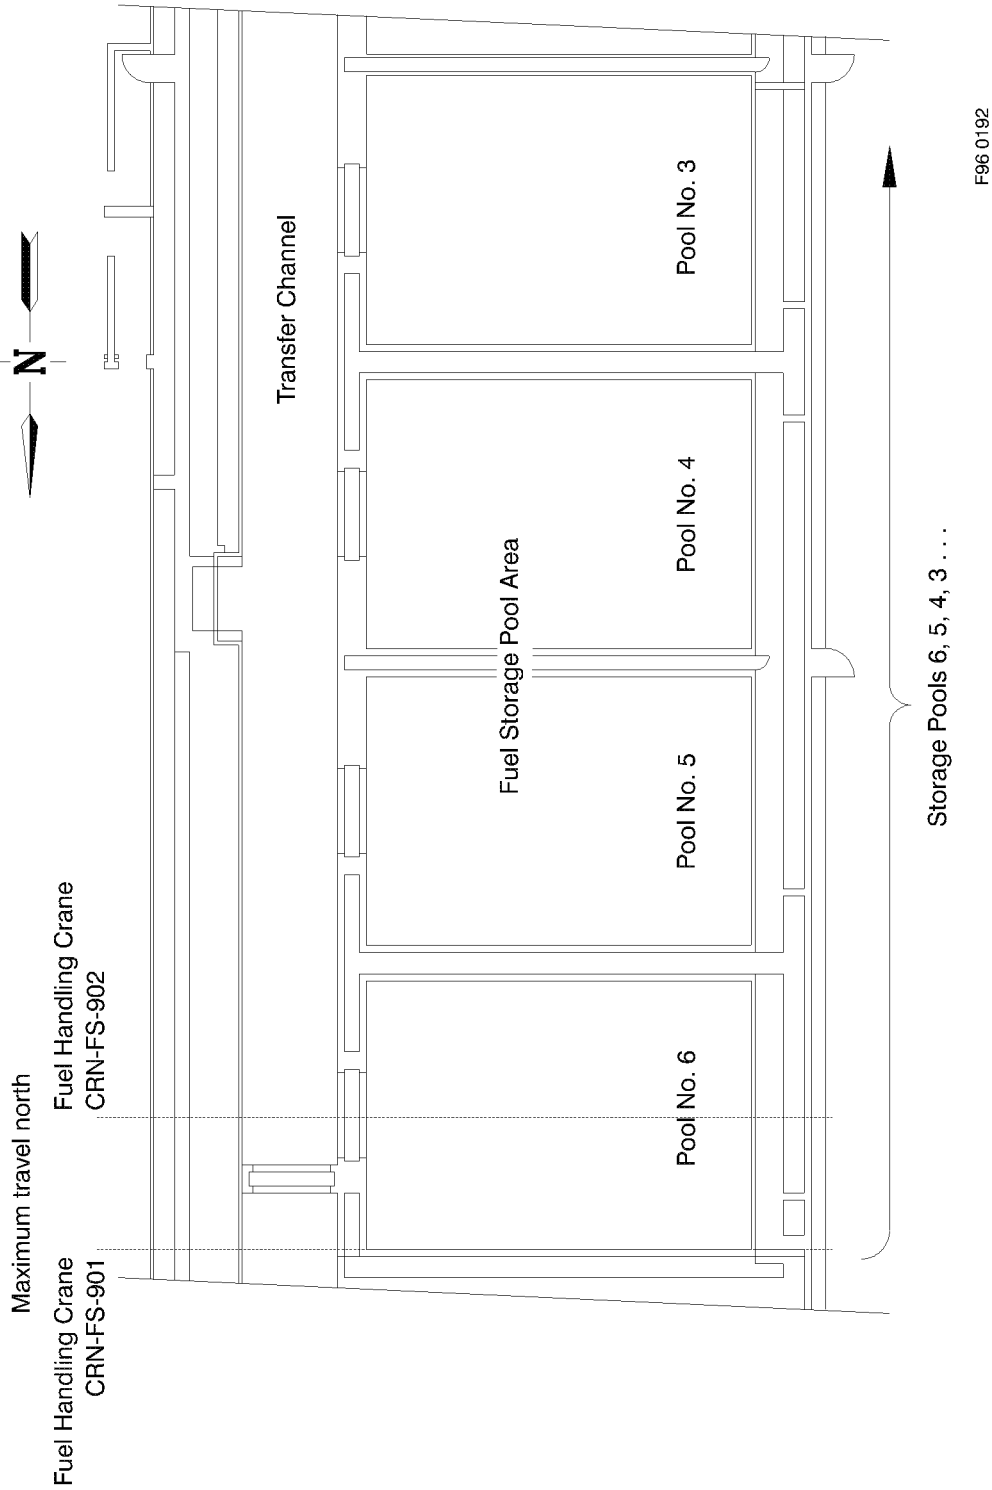 Maximum travel north
Fuel Handling Crane
CRN-FS-901
Fuel Handling Crane
CRN-FS-902
N
Transfer Channel
Fuel Storage Pool Area
Pool No. 6
Pool No. 5
Pool No. 4
Pool No. 3
Storage Pools 6, 5, 4, 3 . . .
F96 0192